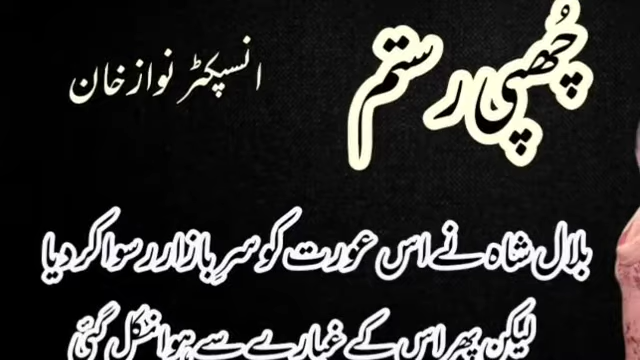 چُھپی رستم
انسپکٹر نواز خان
بلال شاہ نے اس عورت کو سرِ بازار رسوا کر دیا
لیکن پھر اس کے غبارے سے ہوا نکل گئی